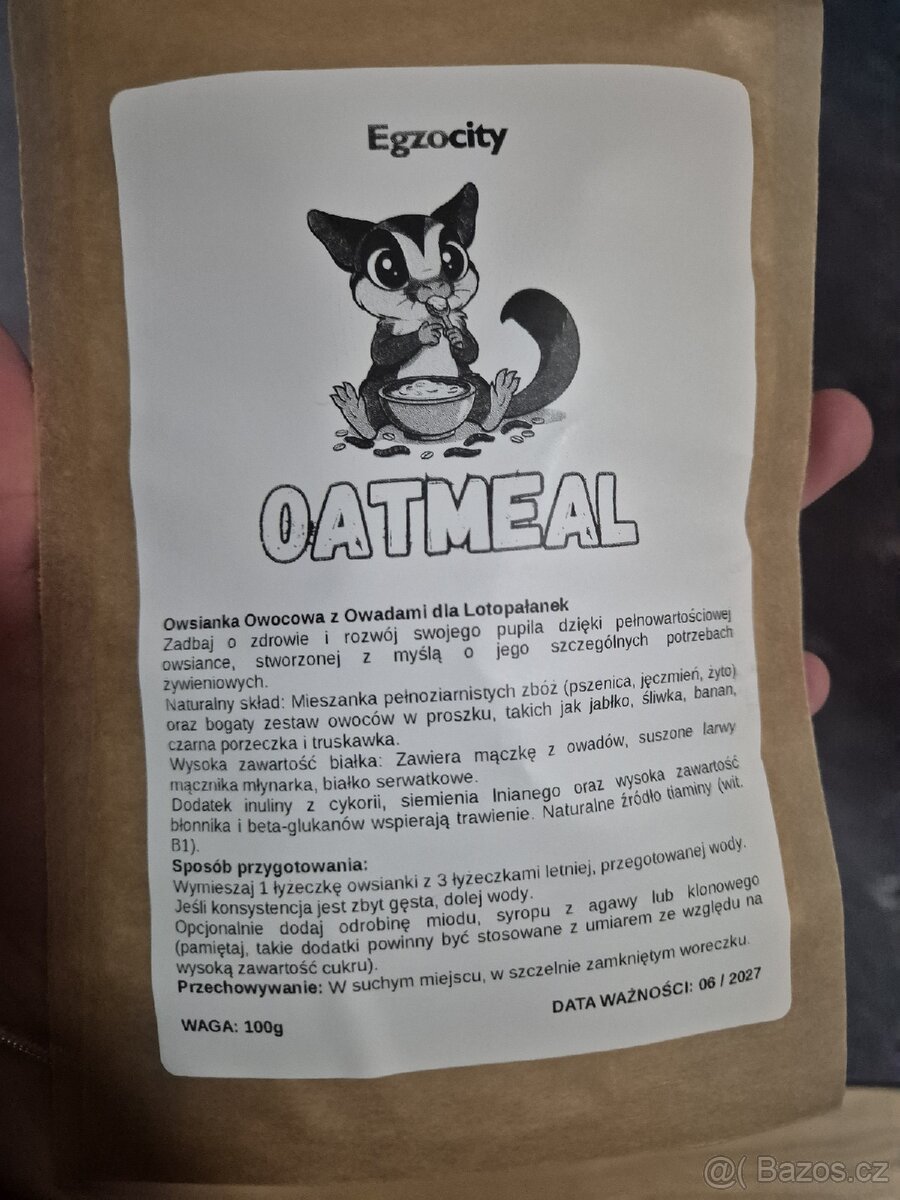 Egzocity
OATMEAL
Owsianka Owocowa z Owadami dla Lotopałanek
Zadbaj o zdrowie i rozwój swojego pupila dzięki pełnowartościowej
owsiance, stworzonej z myślą o jego szczególnych potrzebach
zywieniowych.
Naturalny skład: Mieszanka pełnoziarnistych zbóż (pszenica, jęczmień, żyto)
oraz bogaty zestaw owoców w proszku, takich jak jabłko, śliwka, banan,
czarna porzeczka i truskawka.
Wysoka zawartość białka: Zawiera mączkę z owadów, suszone larwy
mącznika młynarka, białko serwatkowe.
Dodatek inuliny z cykorii, siemienia lnianego oraz wysoka zawartość
błonnika i beta-glukanów wspierają trawienie. Naturalne źródło tiaminy (wit.
B1).
Sposób przygotowania:
Wymieszaj 1 łyżeczkę owsianki z 3 łyżeczkami letniej, przegotowanej wody.
Jeśli konsystencja jest zbyt gęsta, dolej wody.
Opcjonalnie dodaj odrobinę miodu, syropu z agawy lub klonowego
(pamiętaj, takie dodatki powinny być stosowane z umiarem ze względu na
wysoką zawartość cukru).
Przechowywanie: W suchym miejscu, w szczelnie zamkniętym woreczku.
DATA WAŻNOŚCI: 06 / 2027
WAGA: 100g
@( Bazos.cz